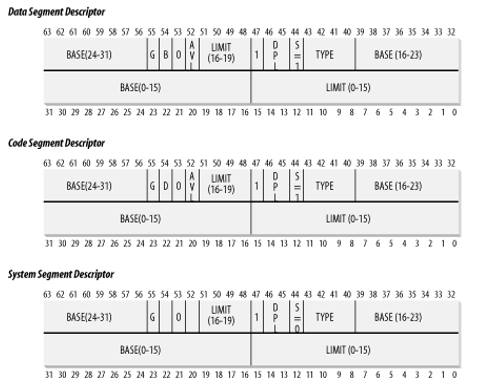 Data Segment Descriptor
63 62 61 60 59 58 57 56 55 54 53 52 51 50 49 48 47 46 45 44 43 42 41 40 39 38 37 36 35 34 33 32
BASE(24-31) G B 0 AVL LIMIT (16-19) 1 DPL S=1 TYPE BASE (16-23)
BASE(0-15) LIMIT (0-15)
31 30 29 28 27 26 25 24 23 22 21 20 19 18 17 16 15 14 13 12 11 10 9 8 7 6 5 4 3 2 1 0
Code Segment Descriptor
63 62 61 60 59 58 57 56 55 54 53 52 51 50 49 48 47 46 45 44 43 42 41 40 39 38 37 36 35 34 33 32
BASE(24-31) G D 0 AVL LIMIT (16-19) 1 DPL S=1 TYPE BASE (16-23)
BASE(0-15) LIMIT (0-15)
31 30 29 28 27 26 25 24 23 22 21 20 19 18 17 16 15 14 13 12 11 10 9 8 7 6 5 4 3 2 1 0
System Segment Descriptor
63 62 61 60 59 58 57 56 55 54 53 52 51 50 49 48 47 46 45 44 43 42 41 40 39 38 37 36 35 34 33 32
BASE(24-31) G 0 LIMIT (16-19) 1 DPL S=0 TYPE BASE (16-23)
BASE(0-15) LIMIT (0-15)
31 30 29 28 27 26 25 24 23 22 21 20 19 18 17 16 15 14 13 12 11 10 9 8 7 6 5 4 3 2 1 0